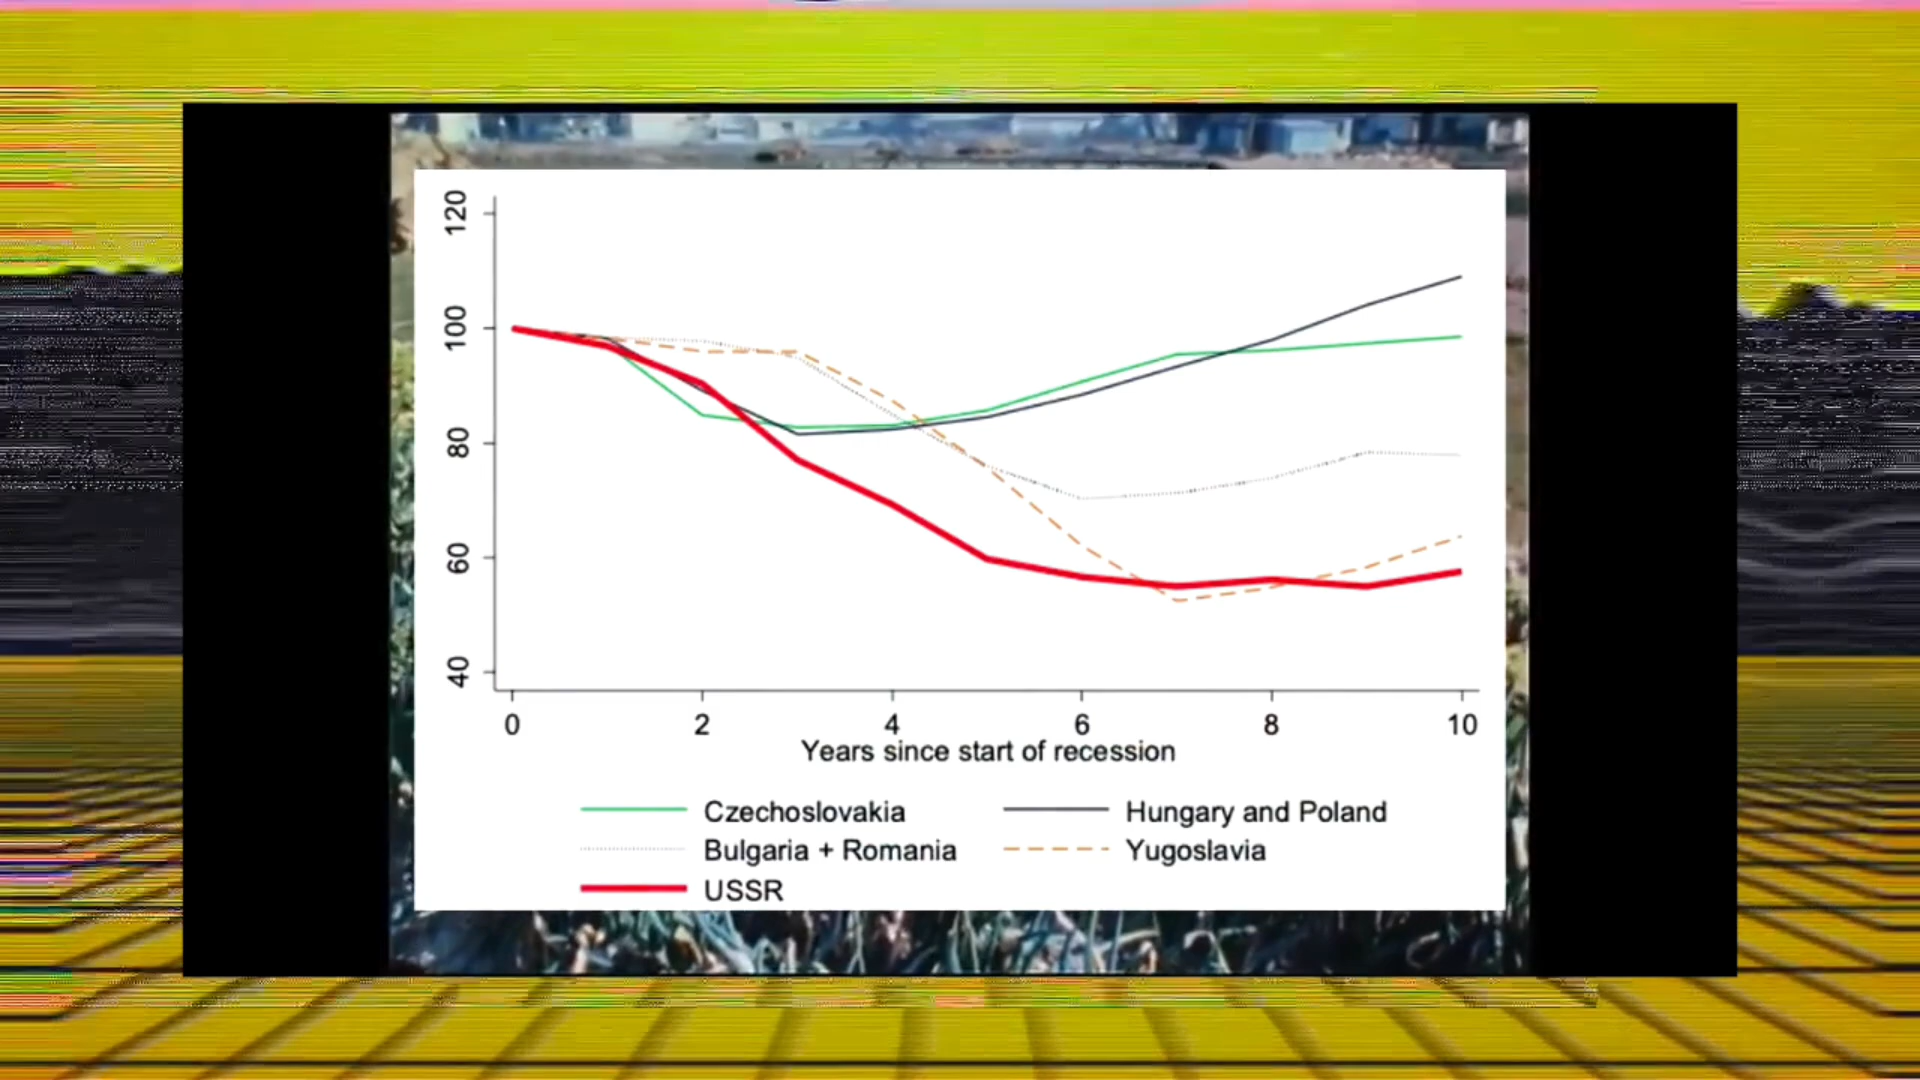 120
100
80
60
40
0 2 4 6 8 10
Years since start of recession
Czechoslovakia Hungary and Poland
Bulgaria + Romania Yugoslavia
USSR